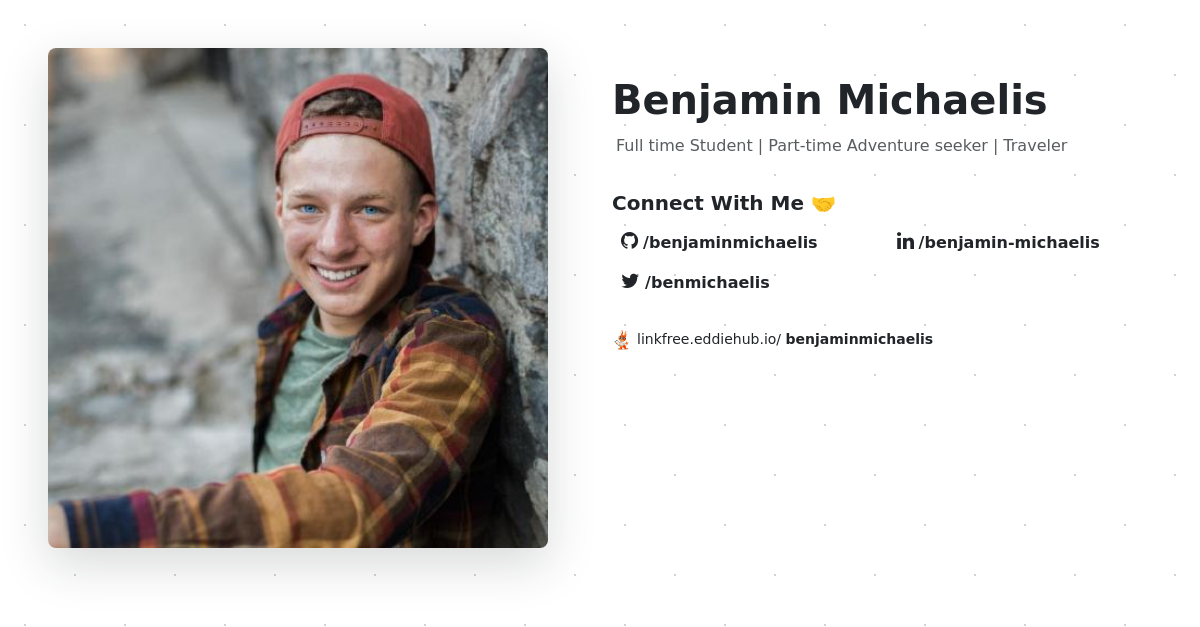 Benjamin Michaelis
Full time Student | Part-time Adventure seeker | Traveler
Connect With Me 🤝
/benjaminmichaelis
/benjamin-michaelis
/benmichaelis
linkfree.eddiehub.io/ benjaminmichaelis